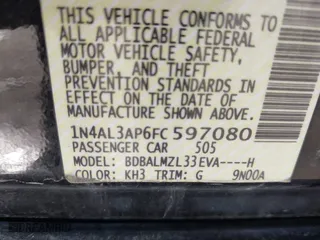 THIS VEHICLE CONFORMS TO
ALL APPLICABLE FEDERAL
MOTOR VEHICLE SAFETY,
BUMPER, AND THEFT
PREVENTION STANDARDS IN
EFFECT ON THE DATE OF
MANUFACTURE SHOWN ABOVE.
1N4AL3AP6FC597080
PASSENGER CAR 505
MODEL: BDBALMZL33EVA----H
COLOR: KH3 TRIM: G 9N00A